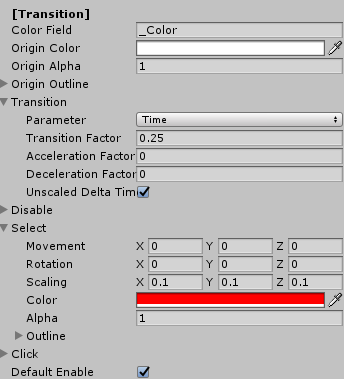 [Transition]
Color Field _Color
Origin Color
Origin Alpha 1
Origin Outline
Transition
Parameter Time
Transition Factor 0.25
Acceleration Factor 0
Deceleration Factor 0
Unscaled Delta Tim
Disable
Select
Movement X 0 Y 0 Z 0
Rotation X 0 Y 0 Z 0
Scaling X 0.1 Y 0.1 Z 0.1
Color
Alpha 1
Outline
Click
Default Enable